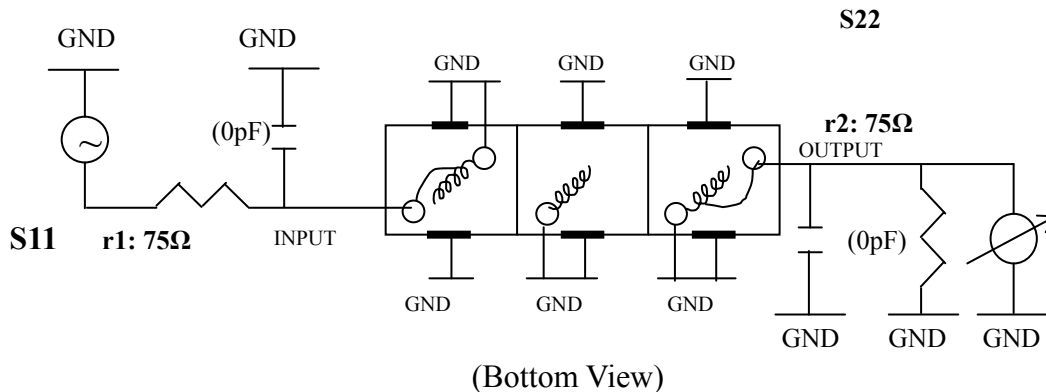 S22
GND
GND
GND
GND
GND
(0pF)
r2: 75Ω
OUTPUT
S11
r1: 75Ω
INPUT
(0pF)
GND
GND
GND
GND
GND
GND
(Bottom View)